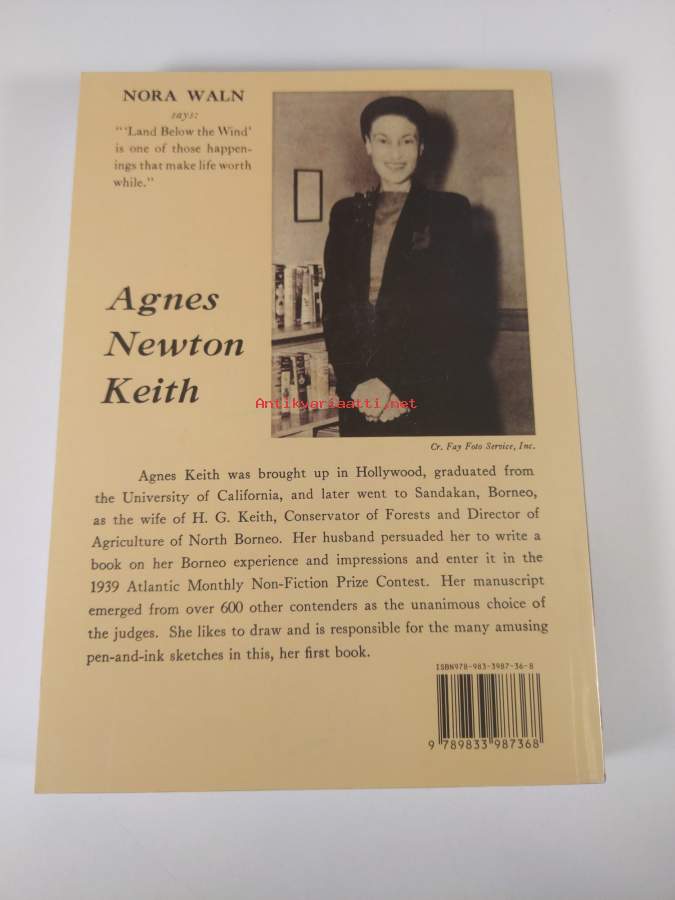 NORA WALN
says:
"'Land Below the Wind'
is one of those happen-
ings that make life worth
while."
Agnes
Newton
Keith
Antikvariaatti.net
Cr. Fay Foto Service, Inc.
Agnes Keith was brought up in Hollywood, graduated from
the University of California, and later went to Sandakan, Borneo,
as the wife of H. G. Keith, Conservator of Forests and Director of
Agriculture of North Borneo. Her husband persuaded her to write a
book on her Borneo experience and impressions and enter it in the
1939 Atlantic Monthly Non-Fiction Prize Contest. Her manuscript
emerged from over 600 other contenders as the unanimous choice of
the judges. She likes to draw and is responsible for the many amusing
pen-and-ink sketches in this, her first book.
ISBN978-983-3987-36-8
9 789833 987368